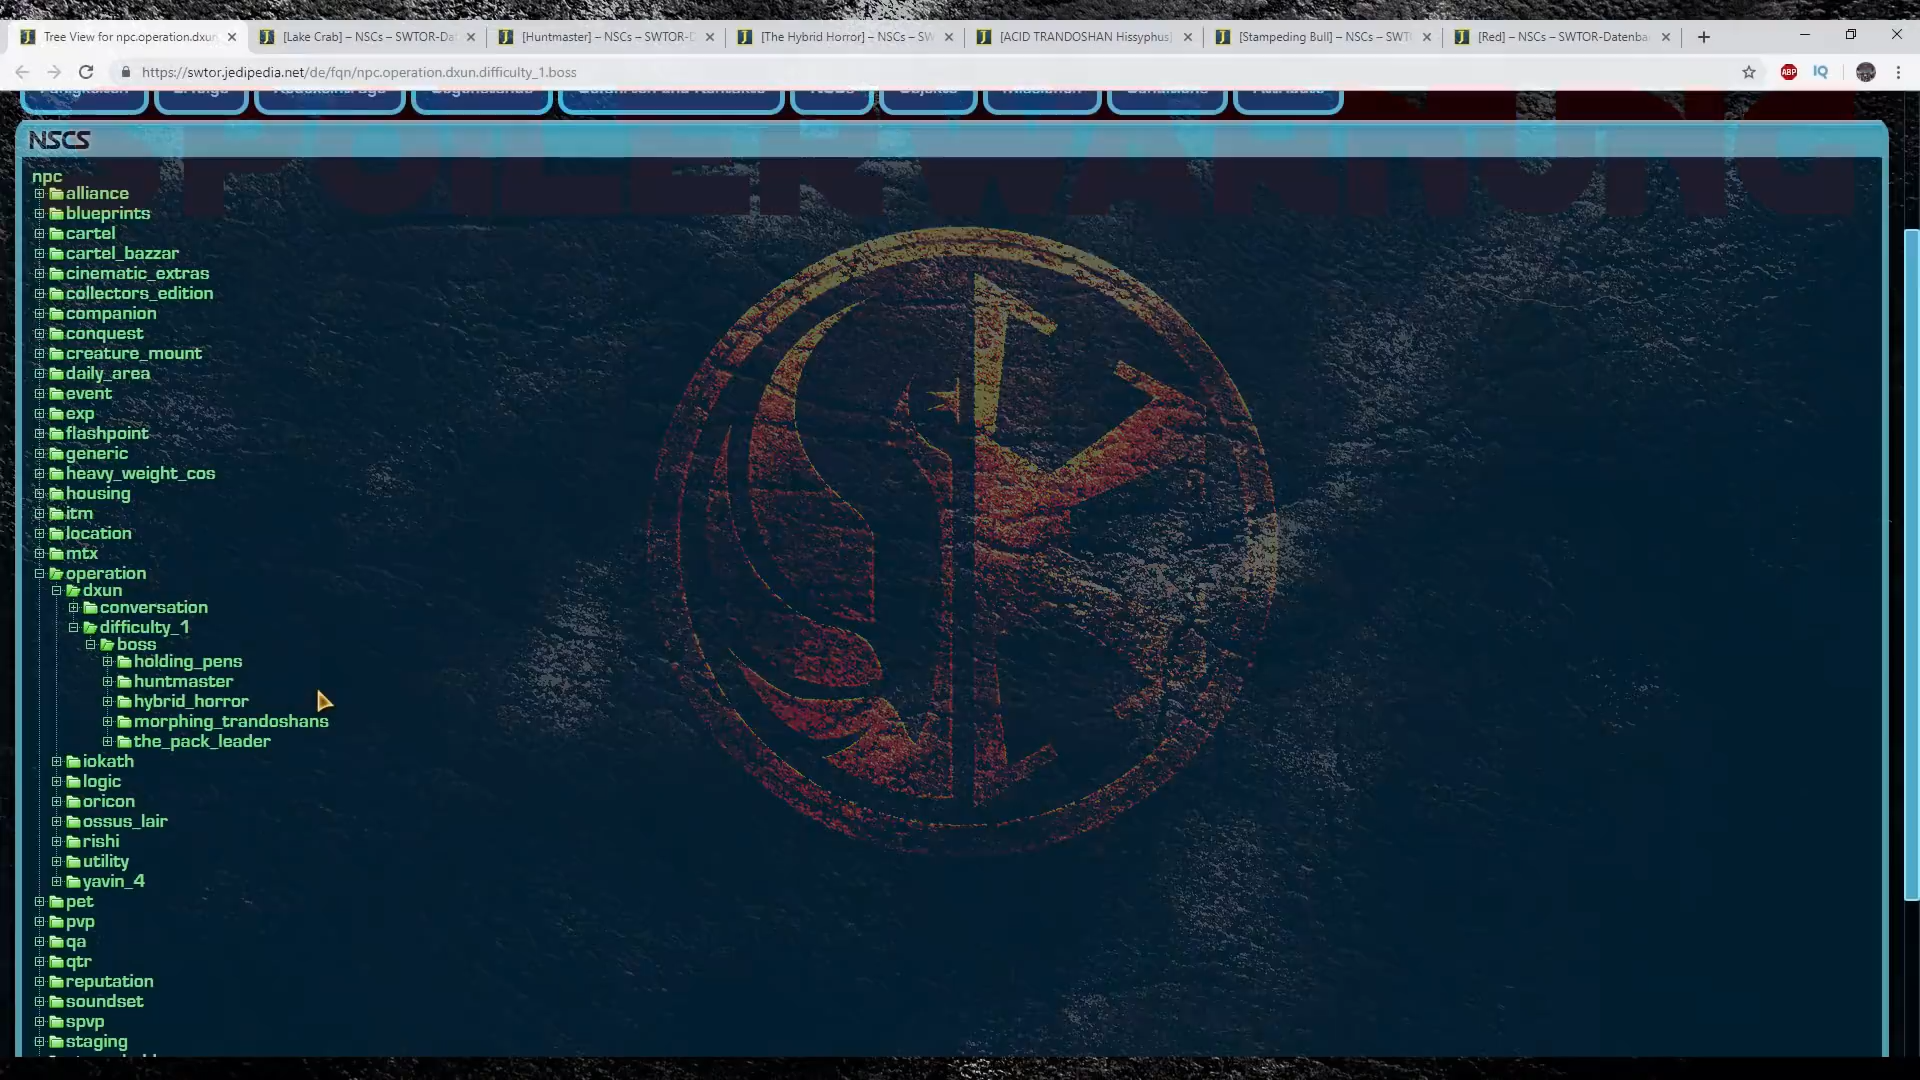 Tree View for npc.operation.dxun
[Lake Crab] – NSCs – SWTOR-Da
[Huntmaster] – NSCs – SWTOR-D
[The Hybrid Horror] – NSCs – SW
[ACID TRANDOSHAN Hissyphus]
[Stampeding Bull] – NSCs – SWT
[Red] – NSCs – SWTOR-Datenba
https://swtor.jedipedia.net/de/fqn/npc.operation.dxun.difficulty_1.boss
ABP
IQ
NSCS
SPOILERWARNUNG
npc
alliance
blueprints
cartel
cartel_bazzar
cinematic_extras
collectors_edition
companion
conquest
creature_mount
daily_area
event
exp
flashpoint
generic
heavy_weight_cos
housing
itm
location
mtx
operation
dxun
conversation
difficulty_1
boss
holding_pens
huntmaster
hybrid_horror
morphing_trandoshans
the_pack_leader
iokath
logic
oricon
ossus_lair
rishi
utility
yavin_4
pet
pvp
qa
qtr
reputation
soundset
spvp
staging